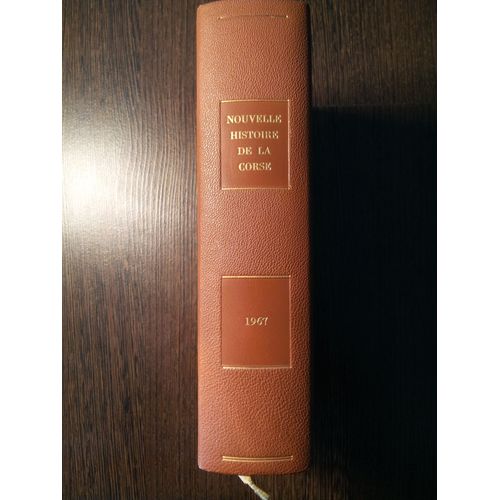 NOUVELLE
HISTOIRE
DE LA
CORSE
1967